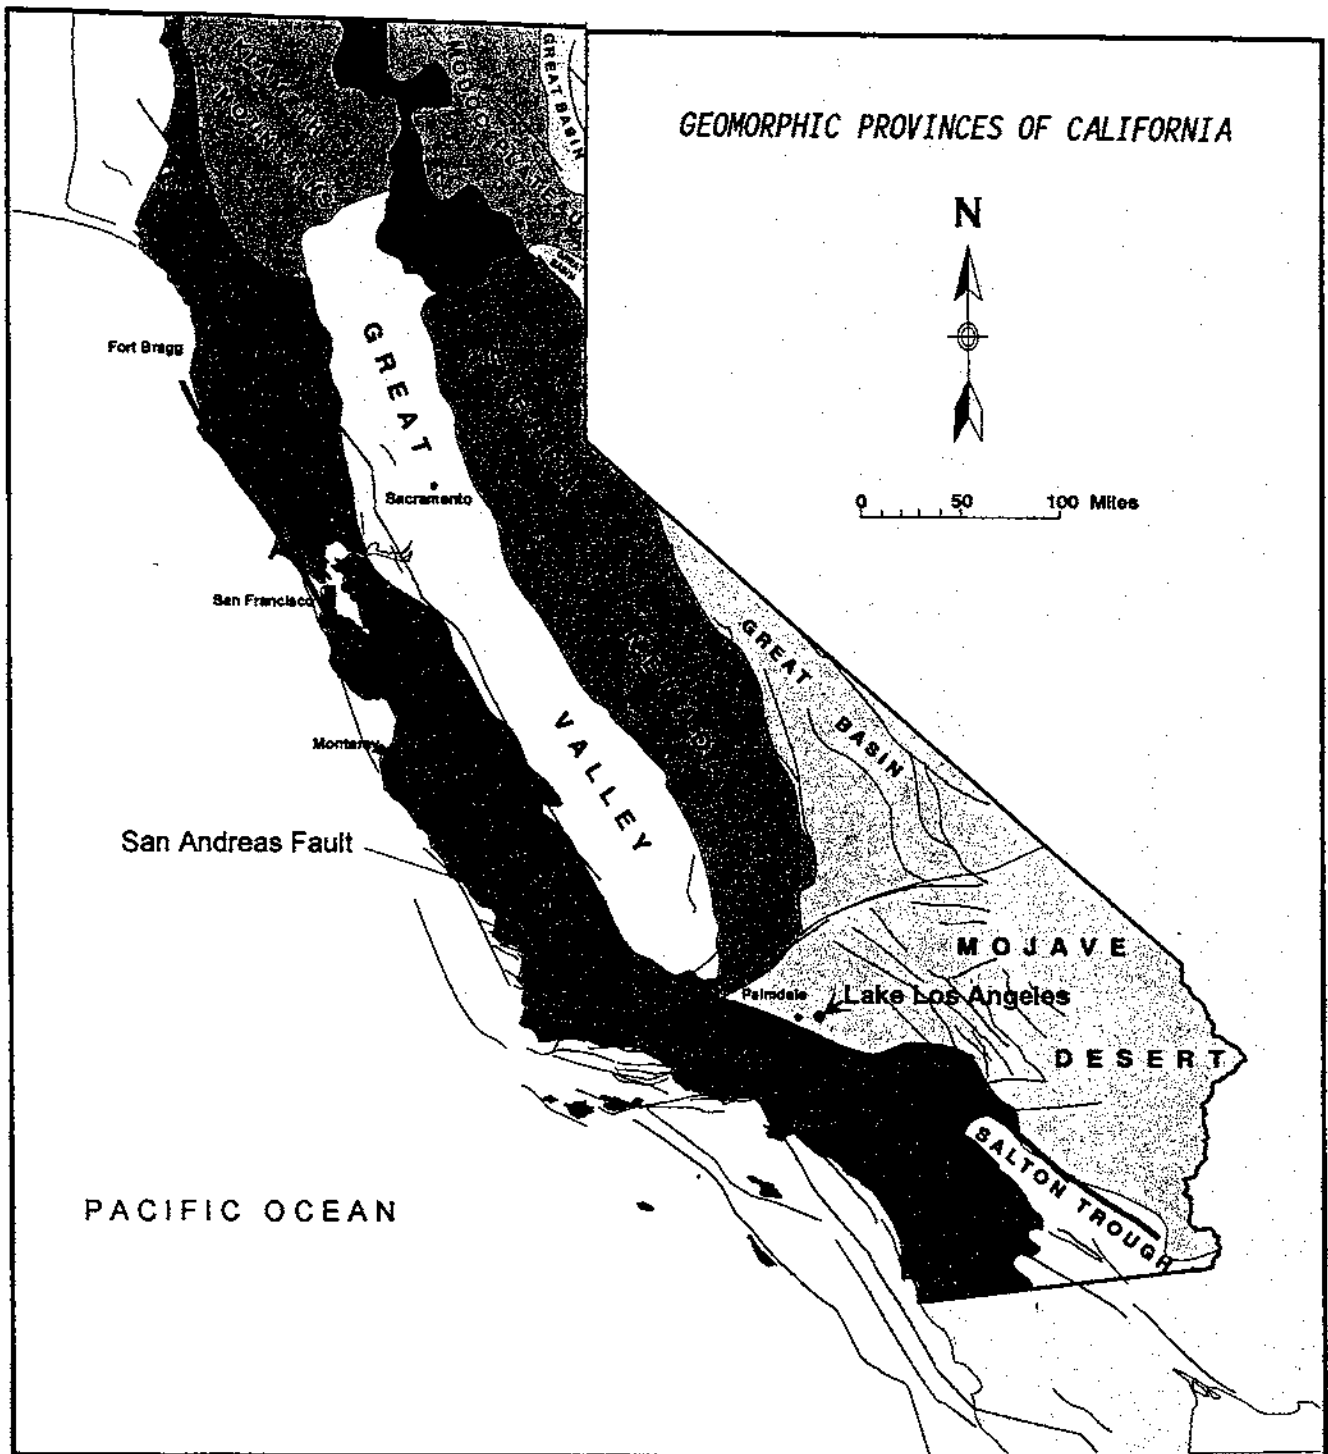 GREAT BASIN
GEOMORPHIC PROVINCES OF CALIFORNIA
N
GREAT
Fort Bragg
Sacramento
0 50 100 Miles
San Francisco
GREAT
BASIN
VALLEY
Monterey
San Andreas Fault
MOJAVE
Palmdale
Lake Los Angeles
DESERT
SALTON TROUGH
PACIFIC OCEAN